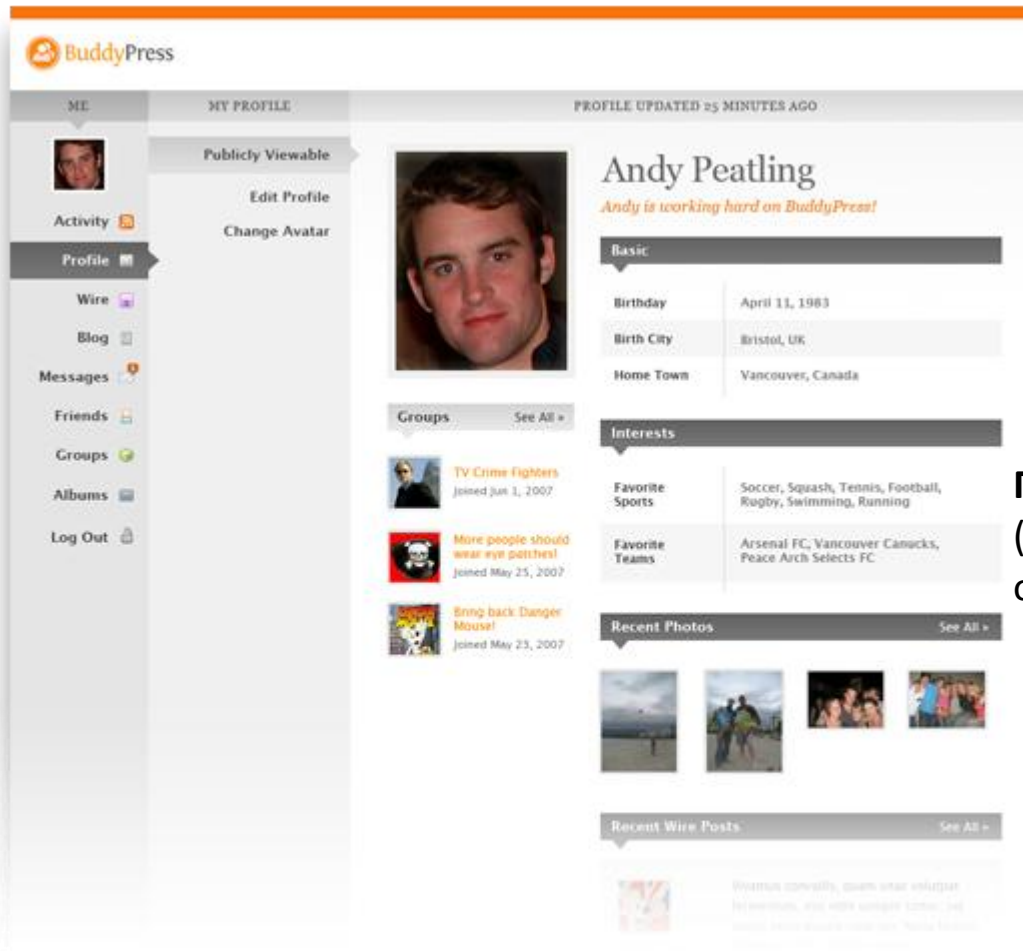 BuddyPress
ME
MY PROFILE
PROFILE UPDATED 25 MINUTES AGO
Activity
Profile
Wire
Blog
Messages
Friends
Groups
Albums
Log Out
Publicly Viewable
Edit Profile
Change Avatar
Groups See All »
TV Crime Fighters
Joined Jun 1, 2007
More people should
wear eye patches!
Joined May 25, 2007
Bring back Danger
Mouse!
Joined May 23, 2007
Andy Peatling
Andy is working hard on BuddyPress!
Basic
Birthday April 11, 1983
Birth City Bristol, UK
Home Town Vancouver, Canada
Interests
Favorite Sports Soccer, Squash, Tennis, Football,
Rugby, Swimming, Running
Favorite Teams Arsenal FC, Vancouver Canucks,
Peace Arch Selects FC
Recent Photos See All »
Recent Wire Posts See All »